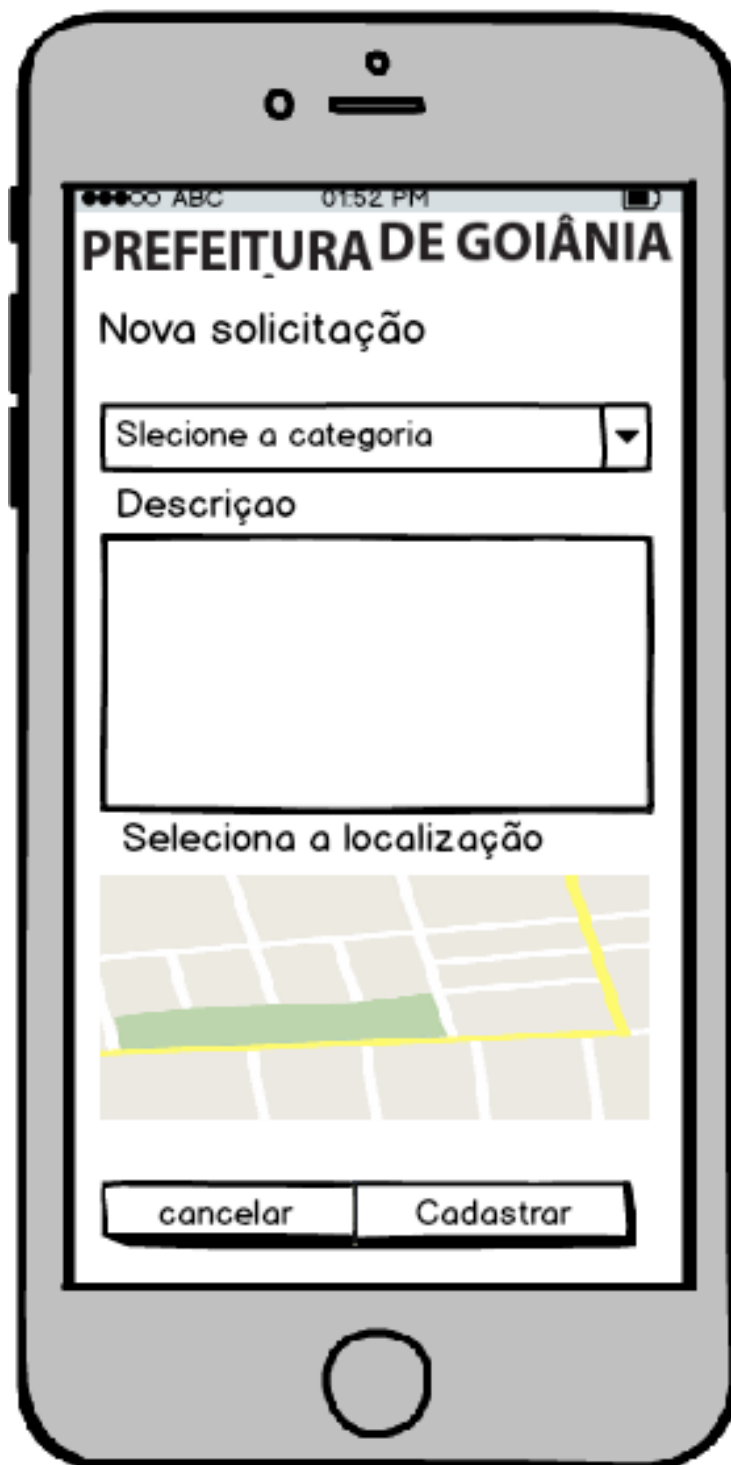 ABC 01:52 PM
PREFEITURA DE GOIÂNIA
Nova solicitação
Slecione a categoria
Descriçao
Seleciona a localização
cancelar Cadastrar